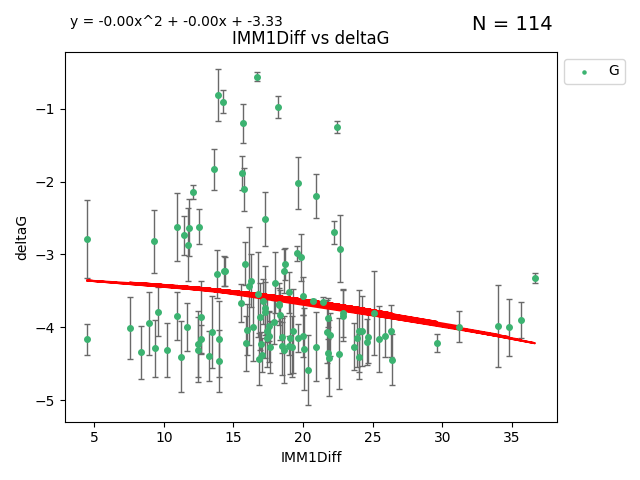 y = -0.00x^2 + -0.00x + -3.33
N = 114
IMM1Diff vs deltaG
G
deltaG
−1
−2
−3
−4
−5
5 10 15 20 25 30 35
IMM1Diff